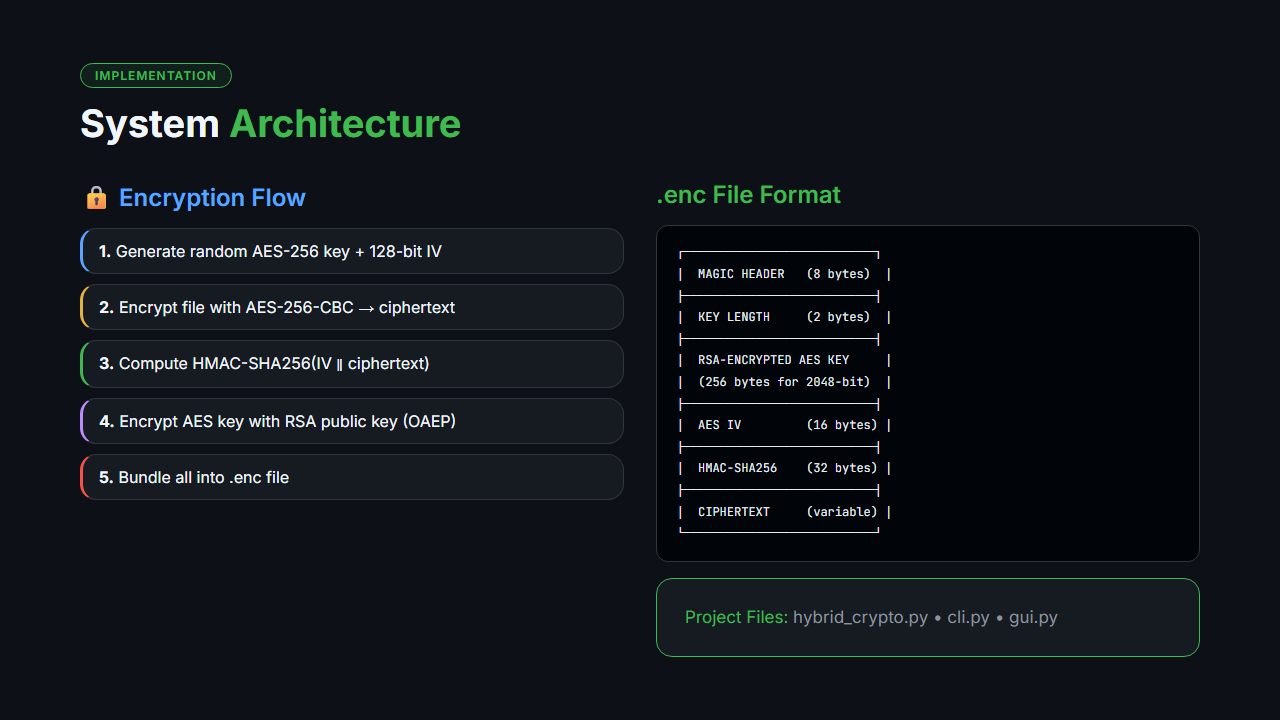 IMPLEMENTATION
System Architecture
🔒 Encryption Flow
1. Generate random AES-256 key + 128-bit IV
2. Encrypt file with AES-256-CBC → ciphertext
3. Compute HMAC-SHA256(IV ‖ ciphertext)
4. Encrypt AES key with RSA public key (OAEP)
5. Bundle all into .enc file
.enc File Format
MAGIC HEADER (8 bytes)
KEY LENGTH (2 bytes)
RSA-ENCRYPTED AES KEY
(256 bytes for 2048-bit)
AES IV (16 bytes)
HMAC-SHA256 (32 bytes)
CIPHERTEXT (variable)
Project Files: hybrid_crypto.py • cli.py • gui.py